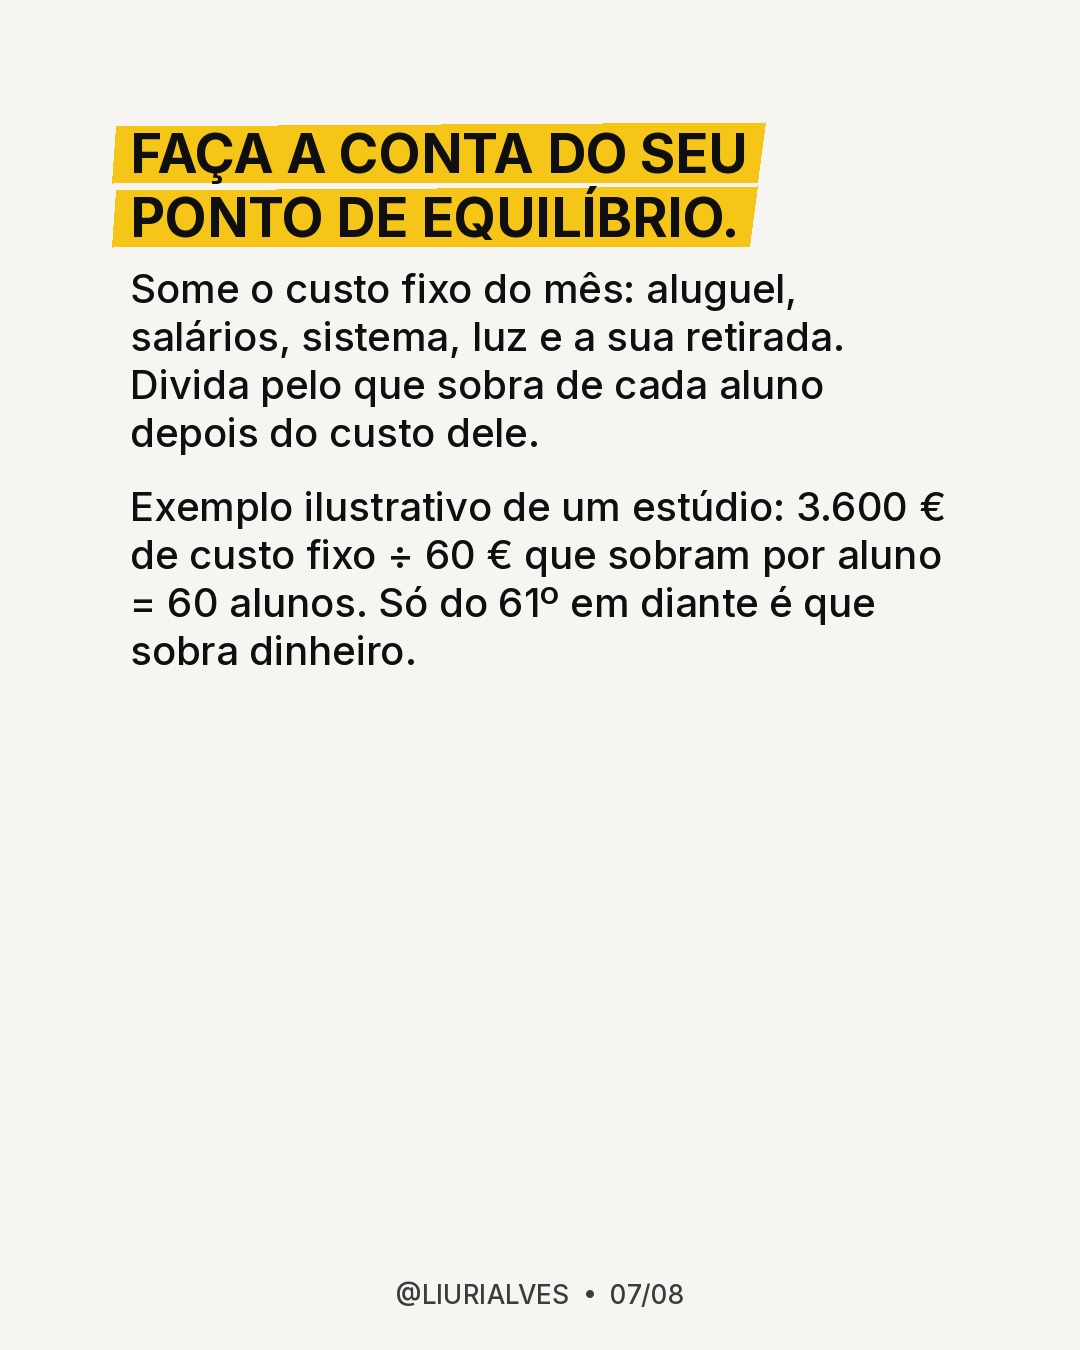 FAÇA A CONTA DO SEU
PONTO DE EQUILÍBRIO.
Some o custo fixo do mês: aluguel,
salários, sistema, luz e a sua retirada.
Divida pelo que sobra de cada aluno
depois do custo dele.
Exemplo ilustrativo de um estúdio: 3.600 €
de custo fixo ÷ 60 € que sobram por aluno
= 60 alunos. Só do 61º em diante é que
sobra dinheiro.
@LIURIALVES • 07/08